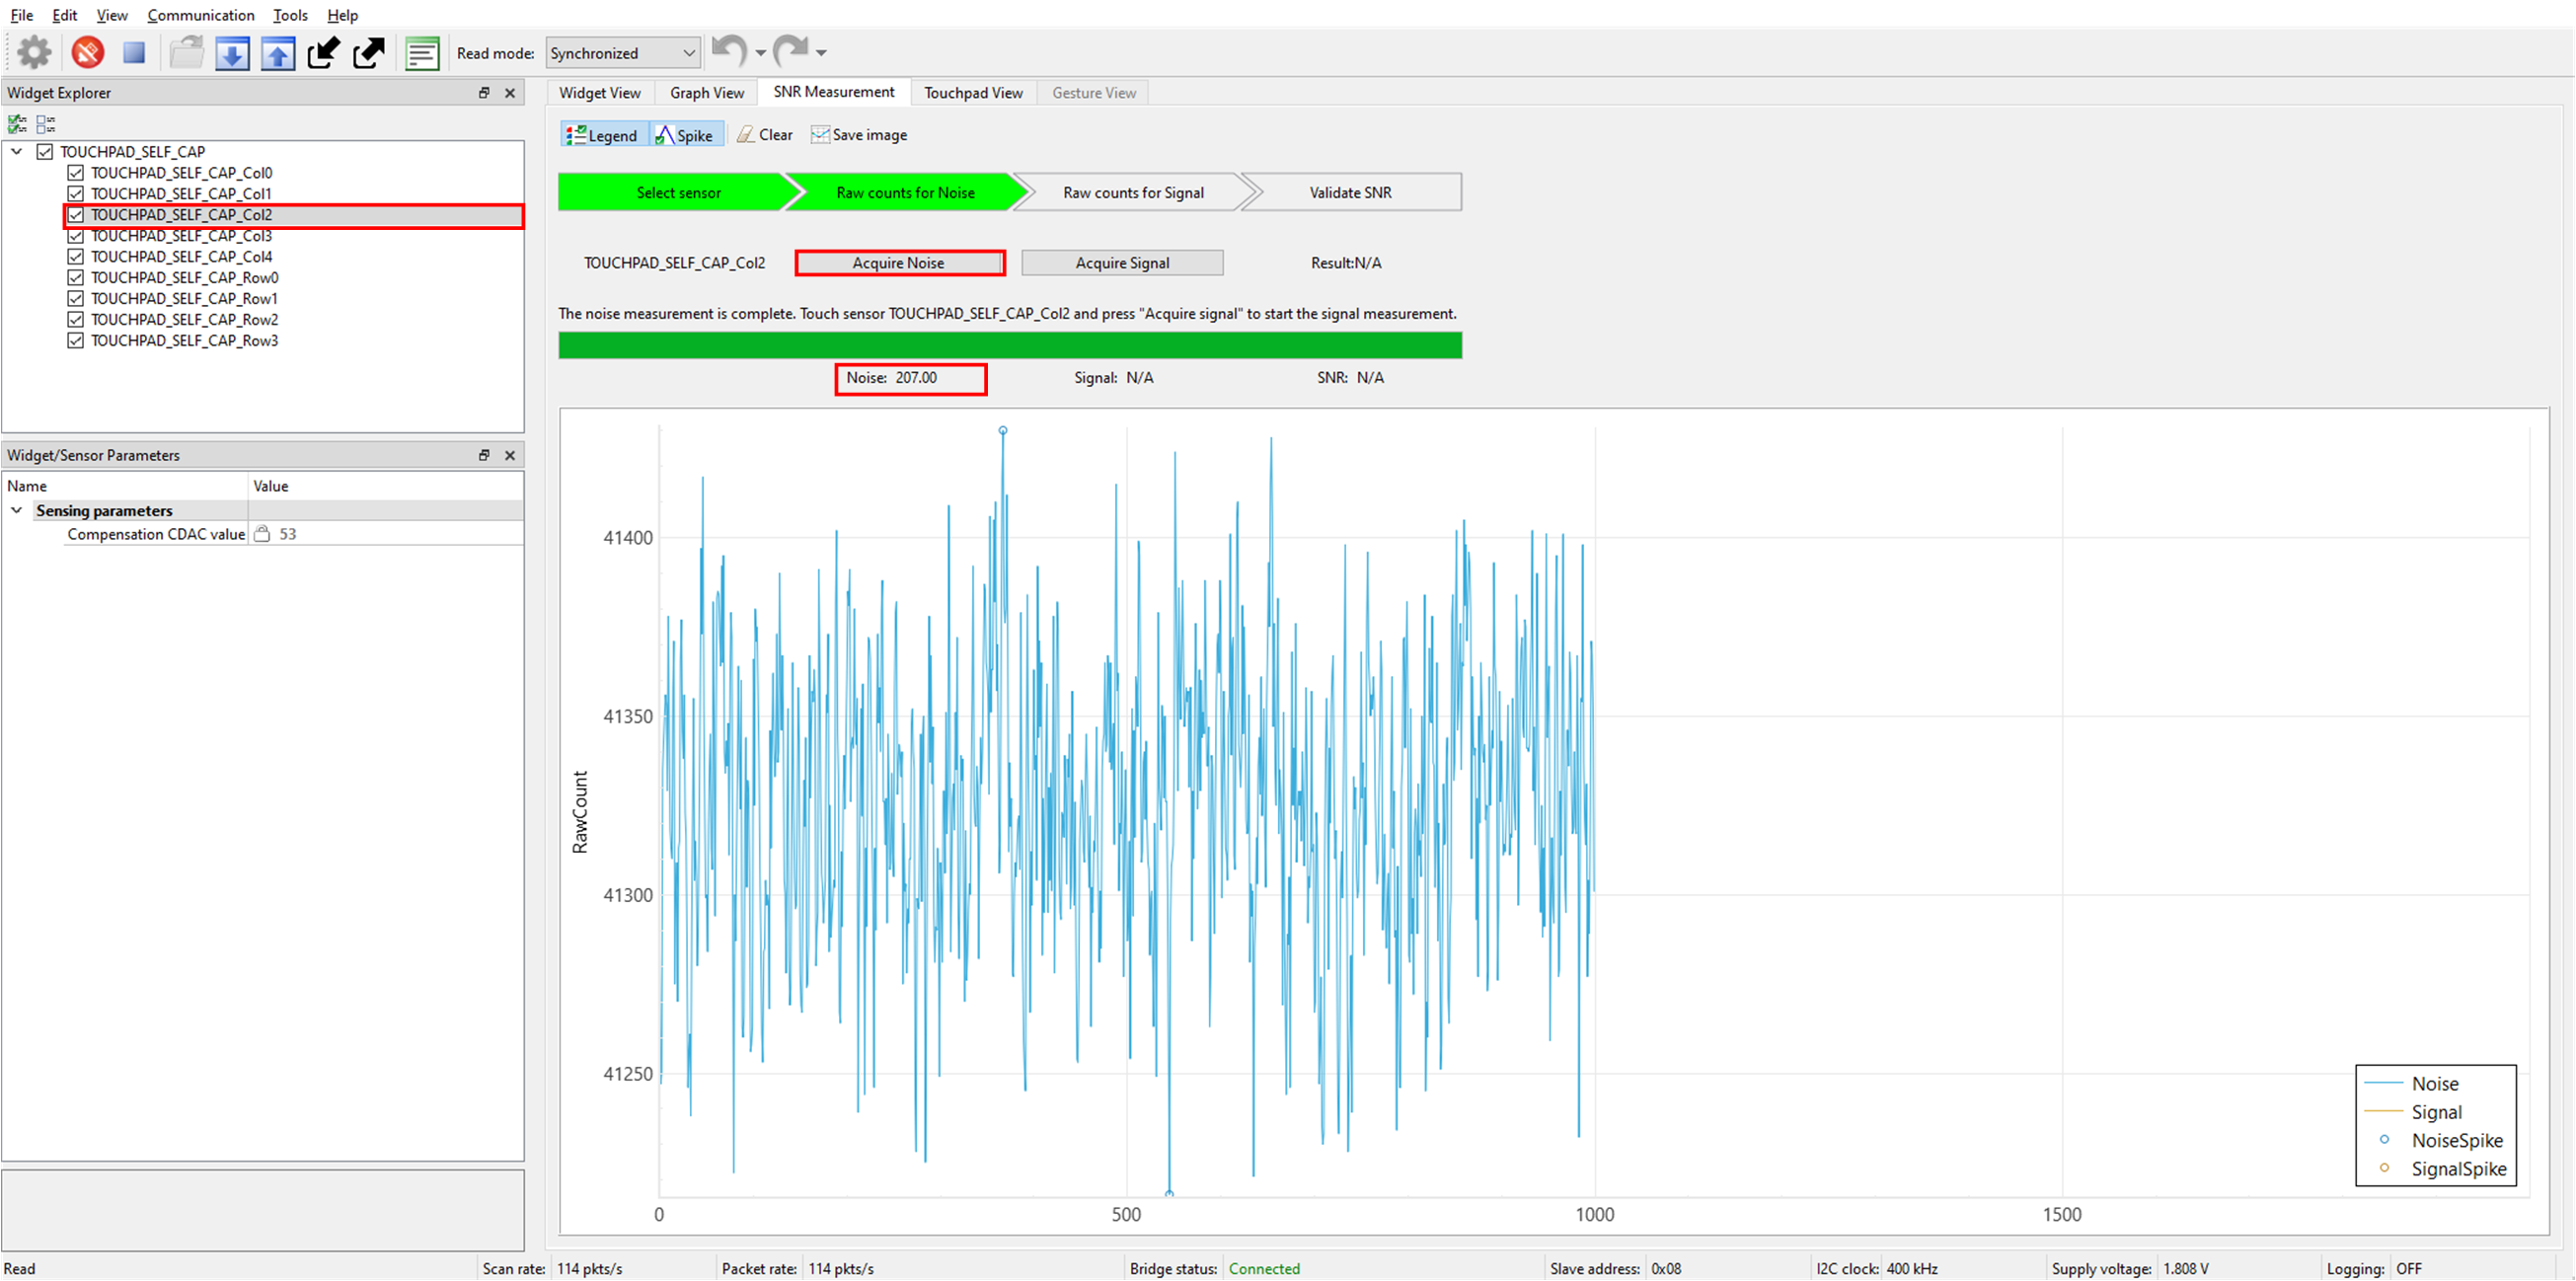 File Edit View Communication Tools Help
Read mode: Synchronized
Widget Explorer
TOUCHPAD_SELF_CAP
TOUCHPAD_SELF_CAP_Col0
TOUCHPAD_SELF_CAP_Col1
TOUCHPAD_SELF_CAP_Col2
TOUCHPAD_SELF_CAP_Col3
TOUCHPAD_SELF_CAP_Col4
TOUCHPAD_SELF_CAP_Row0
TOUCHPAD_SELF_CAP_Row1
TOUCHPAD_SELF_CAP_Row2
TOUCHPAD_SELF_CAP_Row3
Widget/Sensor Parameters
Name Value
Sensing parameters
Compensation CDAC value 53
Widget View Graph View SNR Measurement Touchpad View Gesture View
Legend Spike Clear Save image
Select sensor Raw counts for Noise Raw counts for Signal Validate SNR
TOUCHPAD_SELF_CAP_Col2 Acquire Noise Acquire Signal Result:N/A
The noise measurement is complete. Touch sensor TOUCHPAD_SELF_CAP_Col2 and press "Acquire signal" to start the signal measurement.
Noise: 207.00 Signal: N/A SNR: N/A
41400
41350
41300
41250
RawCount
0 500 1000 1500
Noise
Signal
NoiseSpike
SignalSpike
Read Scan rate: 114 pkts/s Packet rate: 114 pkts/s Bridge status: Connected Slave address: 0x08 I2C clock: 400 kHz Supply voltage: 1.808 V Logging: OFF